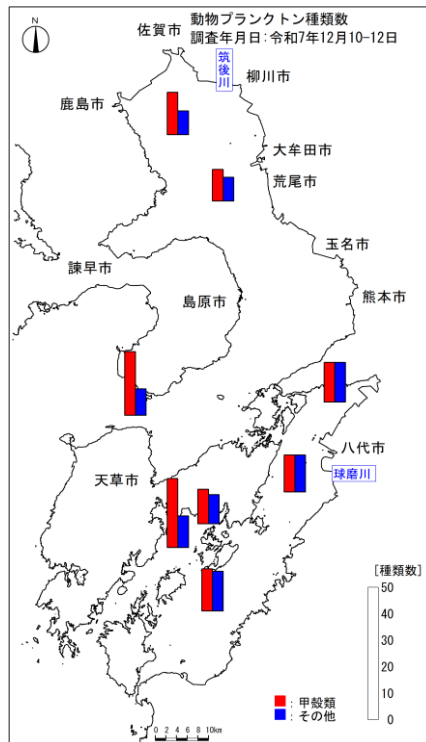 動物プランクトン種類数
調査年月日：令和7年12月10-12日
佐賀市
筑後川
柳川市
鹿島市
大牟田市
荒尾市
玉名市
諫早市
島原市
熊本市
八代市
球磨川
天草市
[種類数]
50
40
30
20
10
0
：甲殻類
：その他
0 2 4 6 8 10km